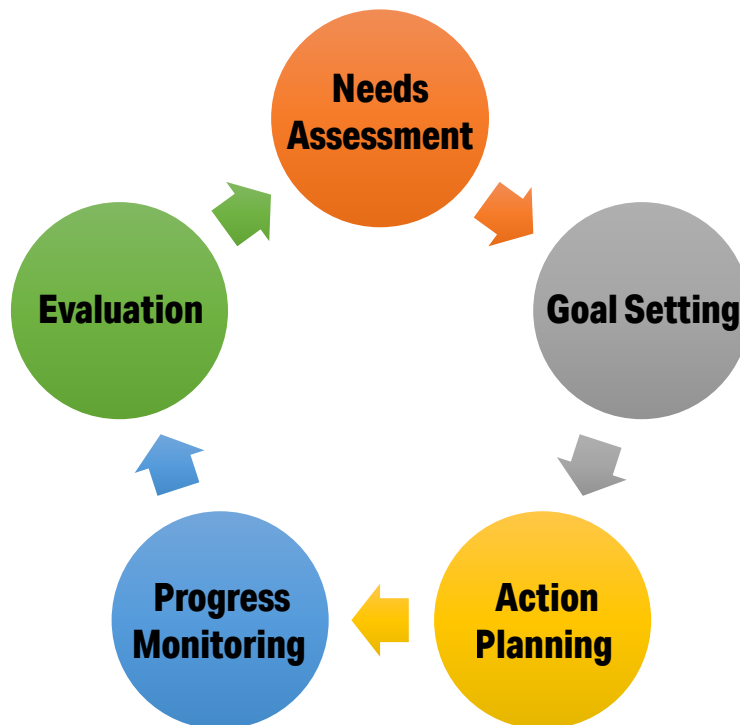 Needs
Assessment
Goal Setting
Action
Planning
Progress
Monitoring
Evaluation